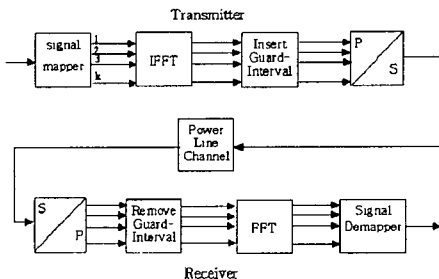 Transmitter
signal
mapper
1
2
3
k
IFFT
Insert
Guard-
Interval
P
S
Power
Line
Channel
S
P
Remove
Guard-
Interval
FFT
Signal
Demapper
Receiver